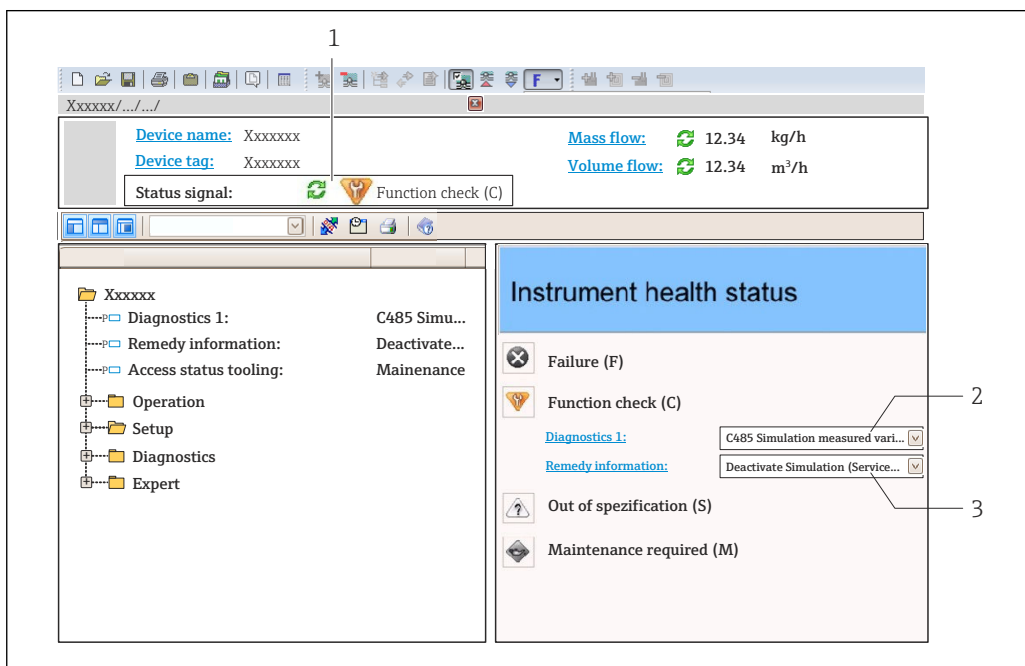 1
F
Xxxxxx/.../.../
Device name: Xxxxxxx
Mass flow: 12.34 kg/h
Device tag: Xxxxxxx
Volume flow: 12.34 m³/h
Status signal: Function check (C)
Xxxxxx
P Diagnostics 1: C485 Simu...
P Remedy information: Deactivate...
P Access status tooling: Mainenance
Operation
Setup
Diagnostics
Expert
Instrument health status
Failure (F)
Function check (C)
2
Diagnostics 1: C485 Simulation measured vari...
Remedy information: Deactivate Simulation (Service...
Out of spezification (S)
3
Maintenance required (M)